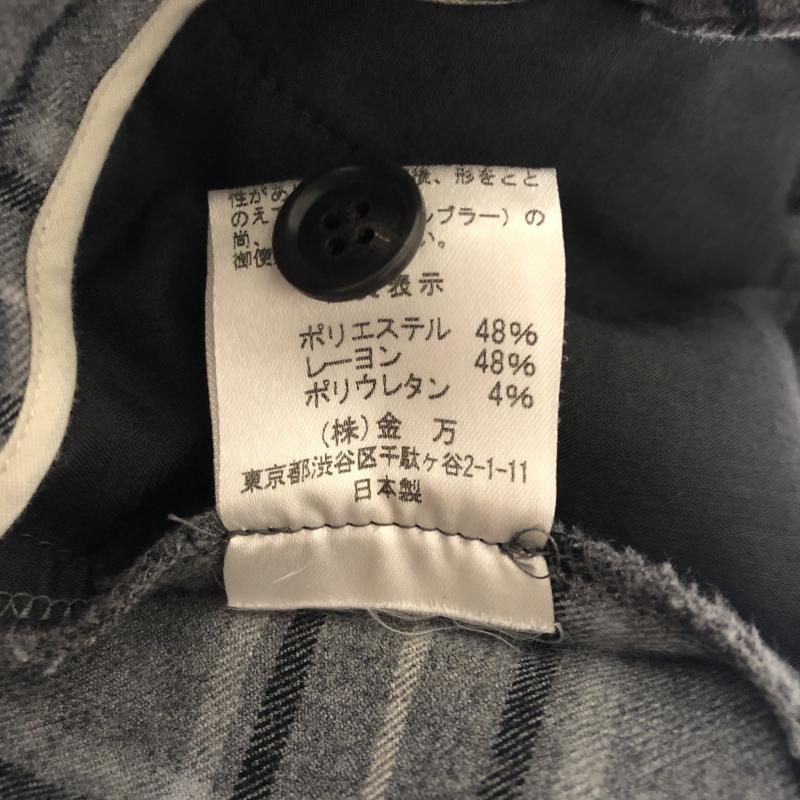 性があ 後、形をとと
のえ ルブラー）の
尚、 い。
御使
表示
ポリエステル 48%
レーヨン 48%
ポリウレタン 4%
(株)金 万
東京都渋谷区千駄ヶ谷2-1-11
日本製